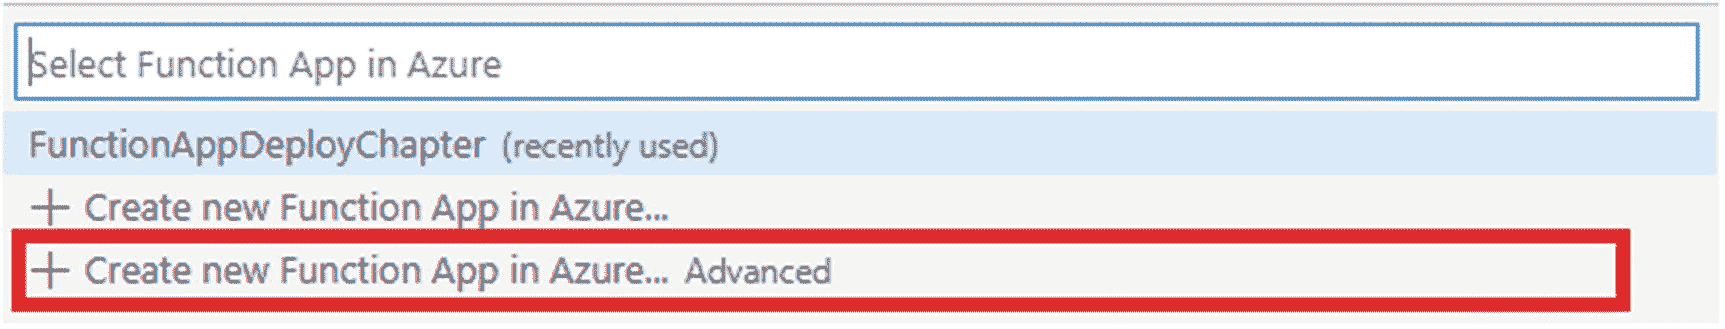 Select Function App in Azure
FunctionAppDeployChapter (recently used)
+ Create new Function App in Azure... 
+ Create new Function App in Azure... Advanced